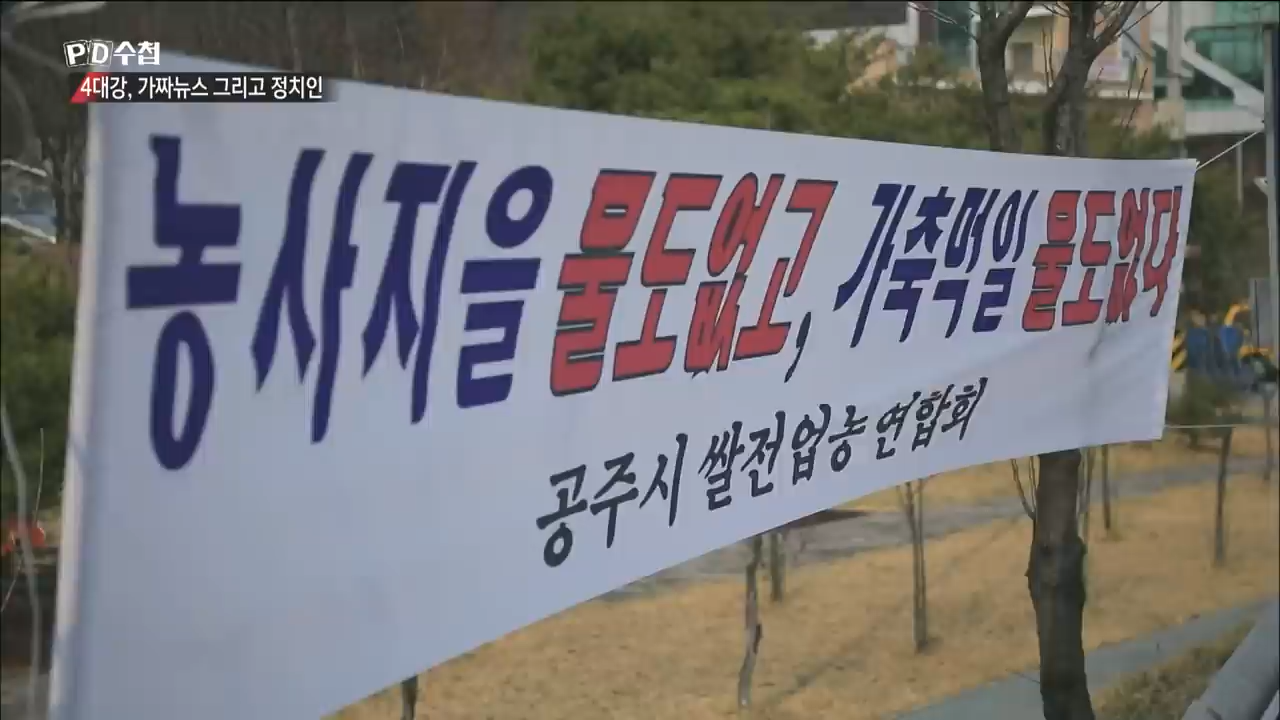 PD수첩
4대강, 가짜뉴스 그리고 정치인
농사지을 물도없고, 가축먹일 물도없다
공주시 쌀전업농연합회